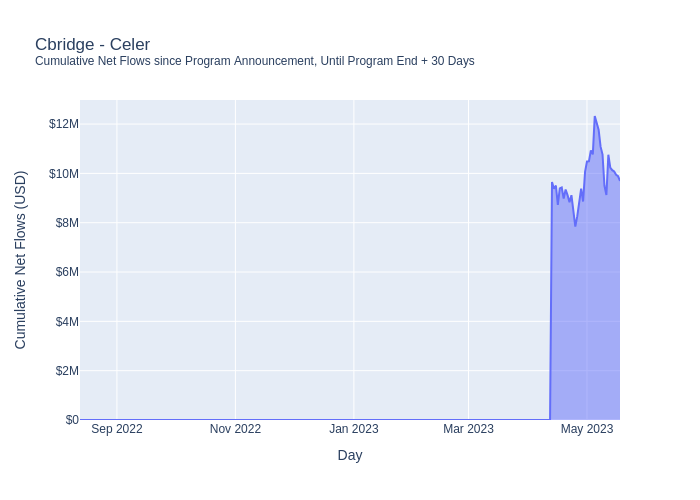 Cbridge - Celer
Cumulative Net Flows since Program Announcement, Until Program End + 30 Days
Cumulative Net Flows (USD)
$12M
$10M
$8M
$6M
$4M
$2M
$0
Sep 2022
Nov 2022
Jan 2023
Mar 2023
May 2023
Day